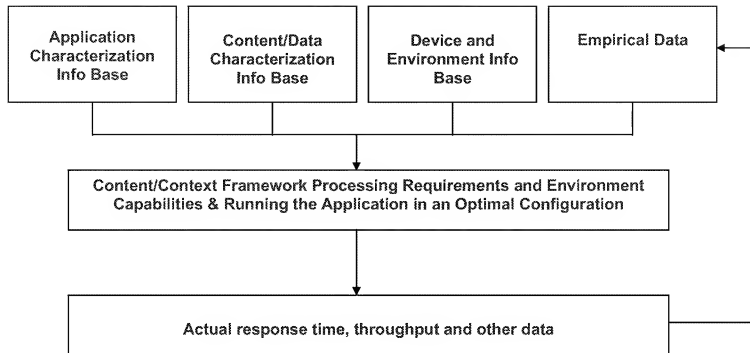 Application
Characterization
Info Base
Content/Data
Characterization
Info Base
Device and
Environment Info
Base
Empirical Data
Content/Context Framework Processing Requirements and Environment
Capabilities & Running the Application in an Optimal Configuration
Actual response time, throughput and other data